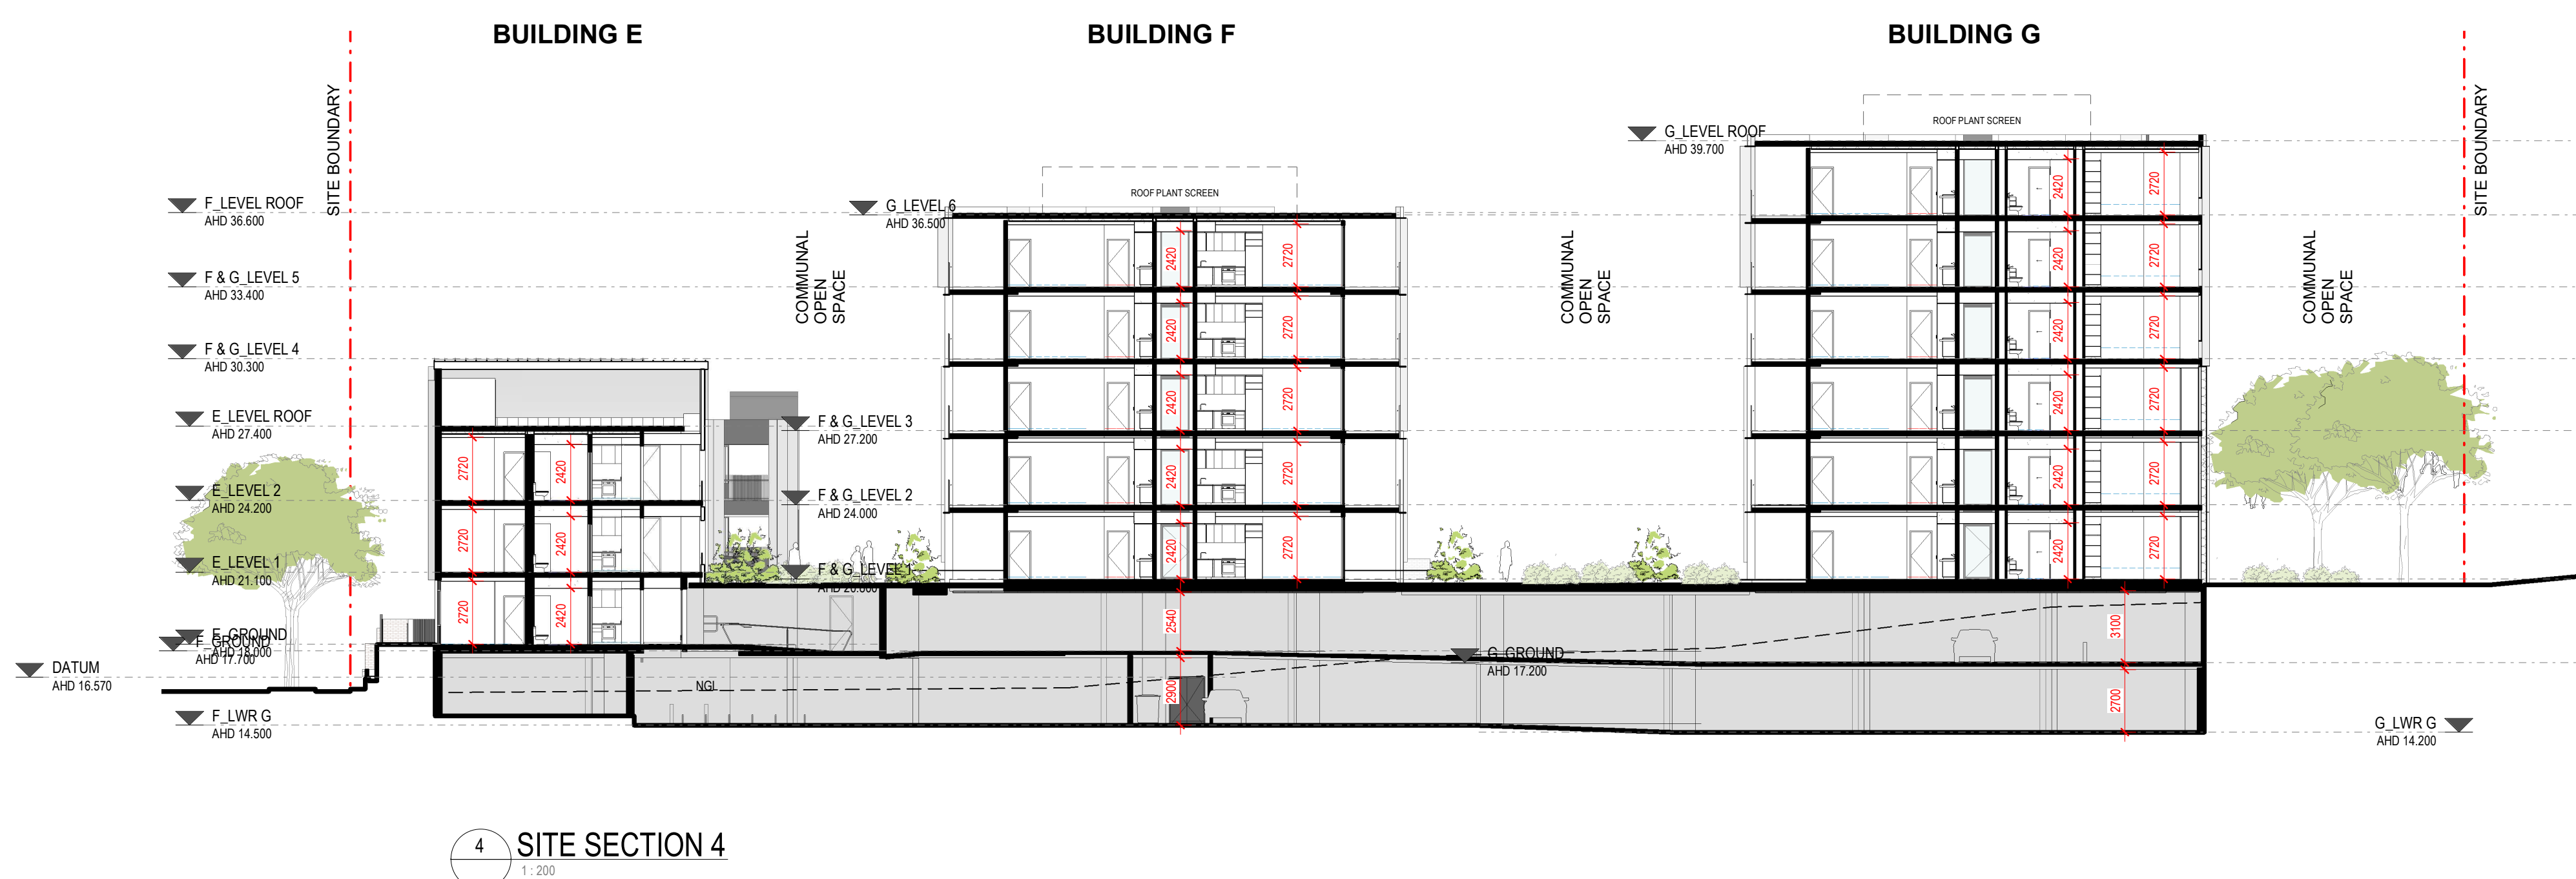 BUILDING E
BUILDING F
BUILDING G
SITE BOUNDARY
SITE BOUNDARY
ROOF PLANT SCREEN
G_LEVEL ROOF
AHD 39.700
ROOF PLANT SCREEN
F_LEVEL ROOF
AHD 36.600
G_LEVEL 6
AHD 36.500
COMMUNAL
OPEN
SPACE
COMMUNAL
OPEN
SPACE
COMMUNAL
OPEN
SPACE
F & G_LEVEL 5
AHD 33.400
F & G_LEVEL 4
AHD 30.300
E_LEVEL ROOF
AHD 27.400
F & G_LEVEL 3
AHD 27.200
E_LEVEL 2
AHD 24.200
F & G_LEVEL 2
AHD 24.000
E_LEVEL 1
AHD 21.100
F & G_LEVEL 1
E_GROUND
AHD 18.000
F_GROUND
AHD 17.700
G_GROUND
AHD 17.200
DATUM
AHD 16.570
NGL
F_LWR G
AHD 14.500
G_LWR G
AHD 14.200
2720
2420
2720
2420
2720
2420
2420
2720
2420
2720
2420
2720
2420
2720
2420
2720
2540
2900
2420
2720
2420
2720
2420
2720
2420
2720
2420
2720
2420
2720
3100
2700
4
SITE SECTION 4
1 : 200